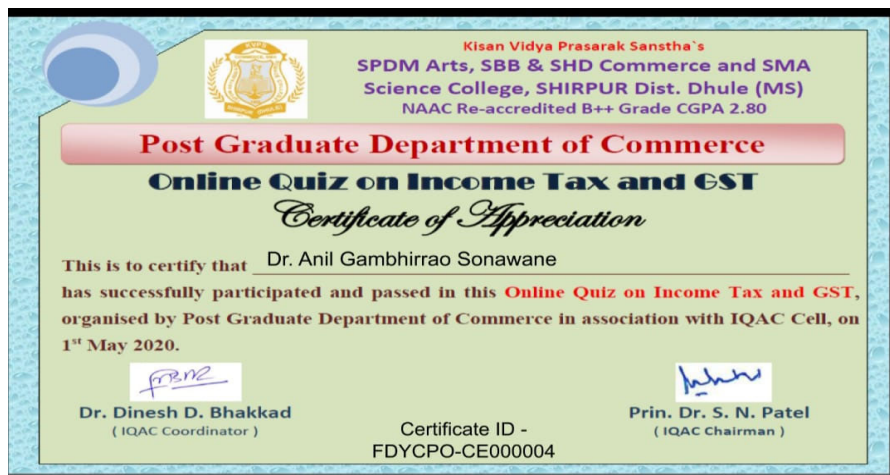 Kisan Vidya Prasarak Sanstha`s
SPDM Arts, SBB & SHD Commerce and SMA
Science College, SHIRPUR Dist. Dhule (MS)
NAAC Re-accredited B++ Grade CGPA 2.80
Post Graduate Department of Commerce
Online Quiz on Income Tax and GST
Certificate of Appreciation
This is to certify that Dr. Anil Gambhirrao Sonawane
has successfully participated and passed in this Online Quiz on Income Tax and GST,
organised by Post Graduate Department of Commerce in association with IQAC Cell, on
1st May 2020.
Dr. Dinesh D. Bhakkad
( IQAC Coordinator )
Prin. Dr. S. N. Patel
( IQAC Chairman )
Certificate ID -
FDYCPO-CE000004